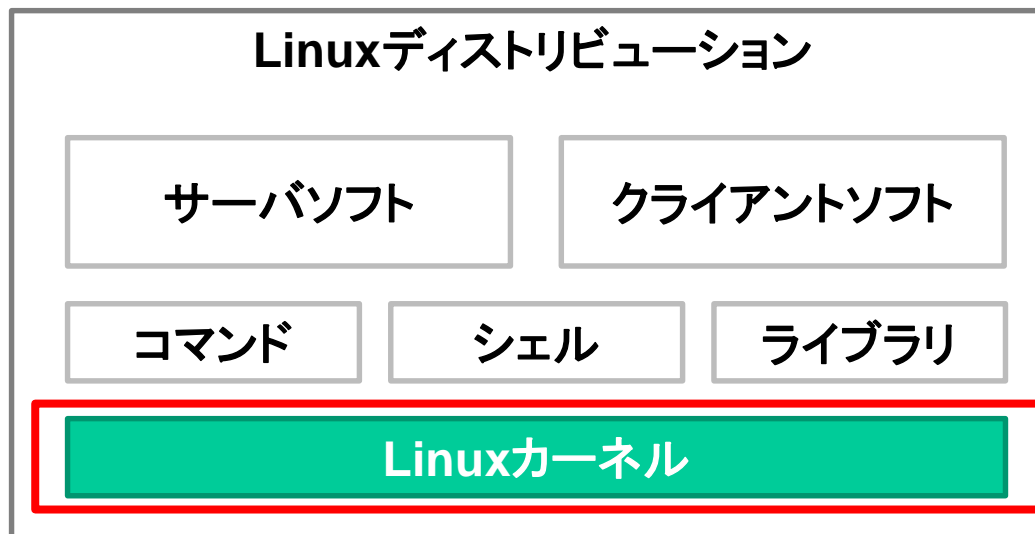 Linuxディストリビューション
サーバソフト
クライアントソフト
コマンド
シェル
ライブラリ
Linuxカーネル